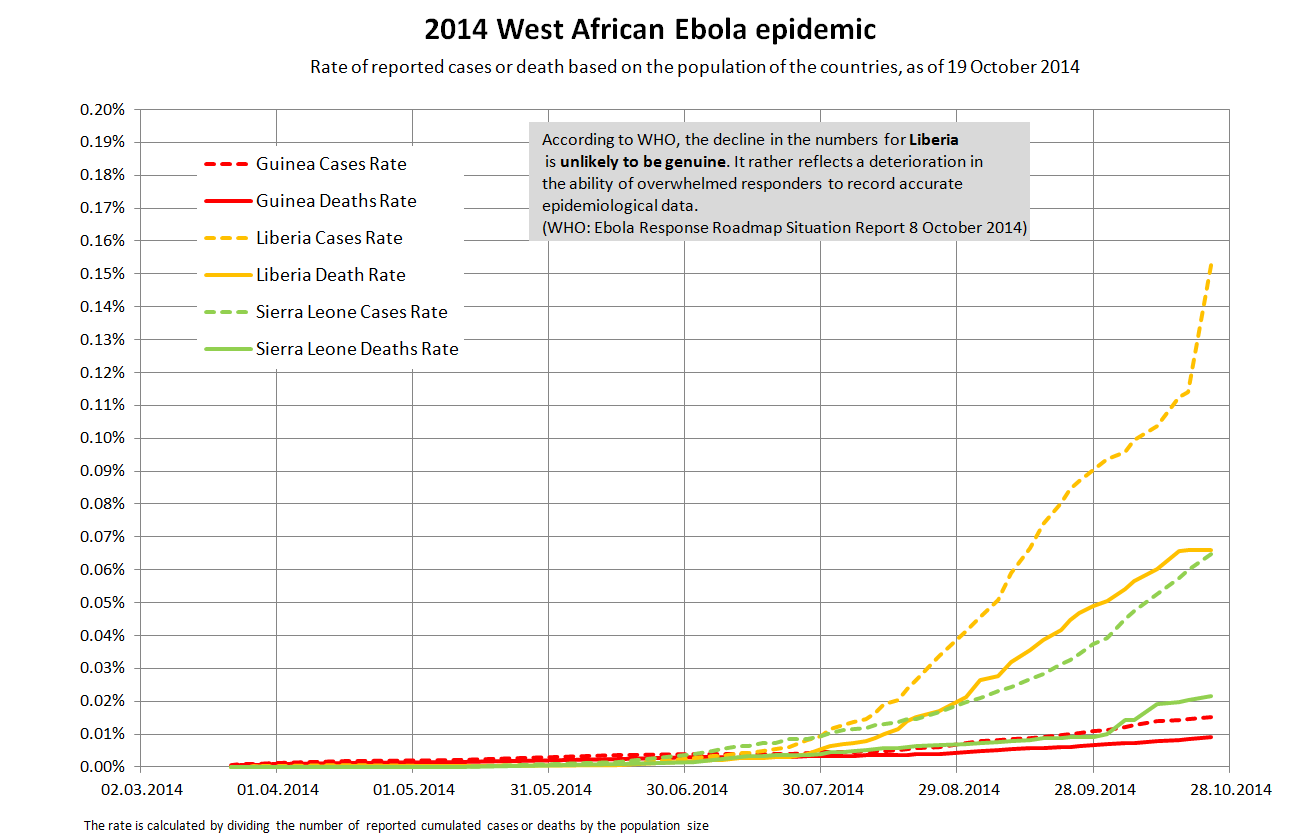 2014 West African Ebola epidemic
Rate of reported cases or death based on the population of the countries, as of 19 October 2014
0.20%
0.19%
0.18%
0.17%
0.16%
0.15%
0.14%
0.13%
0.12%
0.11%
0.10%
0.09%
0.08%
0.07%
0.06%
0.05%
0.04%
0.03%
0.02%
0.01%
0.00%
Guinea Cases Rate
Guinea Deaths Rate
Liberia Cases Rate
Liberia Death Rate
Sierra Leone Cases Rate
Sierra Leone Deaths Rate
According to WHO, the decline in the numbers for Liberia
is unlikely to be genuine. It rather reflects a deterioration in
the ability of overwhelmed responders to record accurate
epidemiological data.
(WHO: Ebola Response Roadmap Situation Report 8 October 2014)
02.03.2014 01.04.2014 01.05.2014 31.05.2014 30.06.2014 30.07.2014 29.08.2014 28.09.2014 28.10.2014
The rate is calculated by dividing the number of reported cumulated cases or deaths by the population size